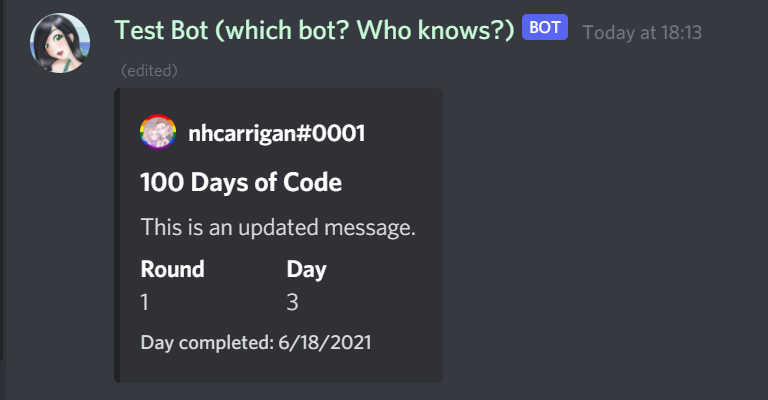 Test Bot (which bot? Who knows?) BOT Today at 18:13
(edited)
nhcarrigan#0001
100 Days of Code
This is an updated message.
Round Day
1 3
Day completed: 6/18/2021